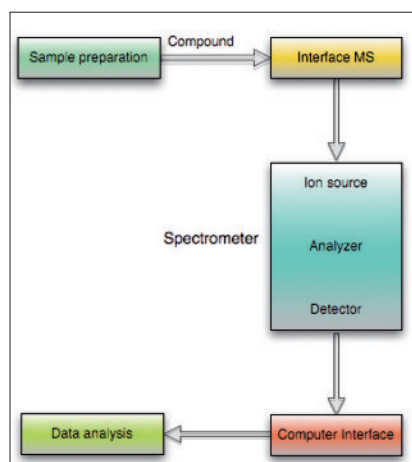 Compound
Sample preparation
Interface MS
Ion source
Spectrometer
Analyzer
Detector
Data analysis
Computer Interface